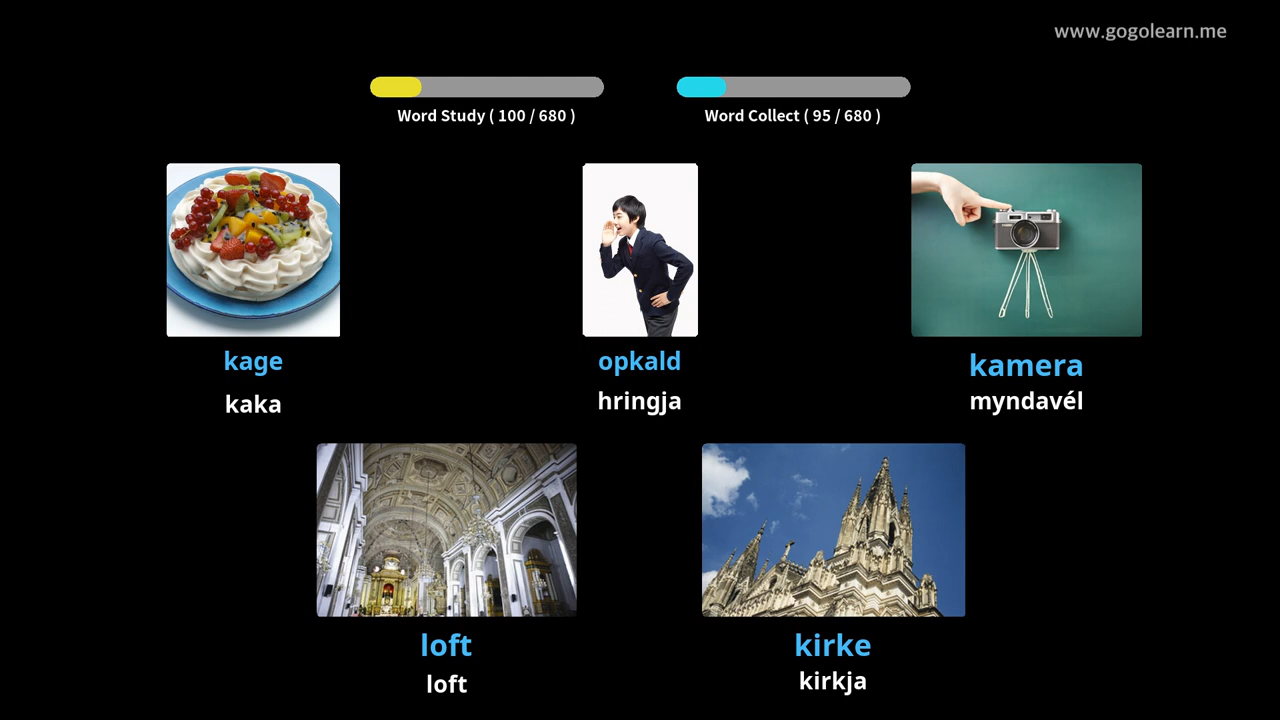 www.gogolearn.me
Word Study ( 100 / 680 )
Word Collect ( 95 / 680 )
kage
kaka
opkald
hringja
kamera
myndavél
loft
loft
kirke
kirkja